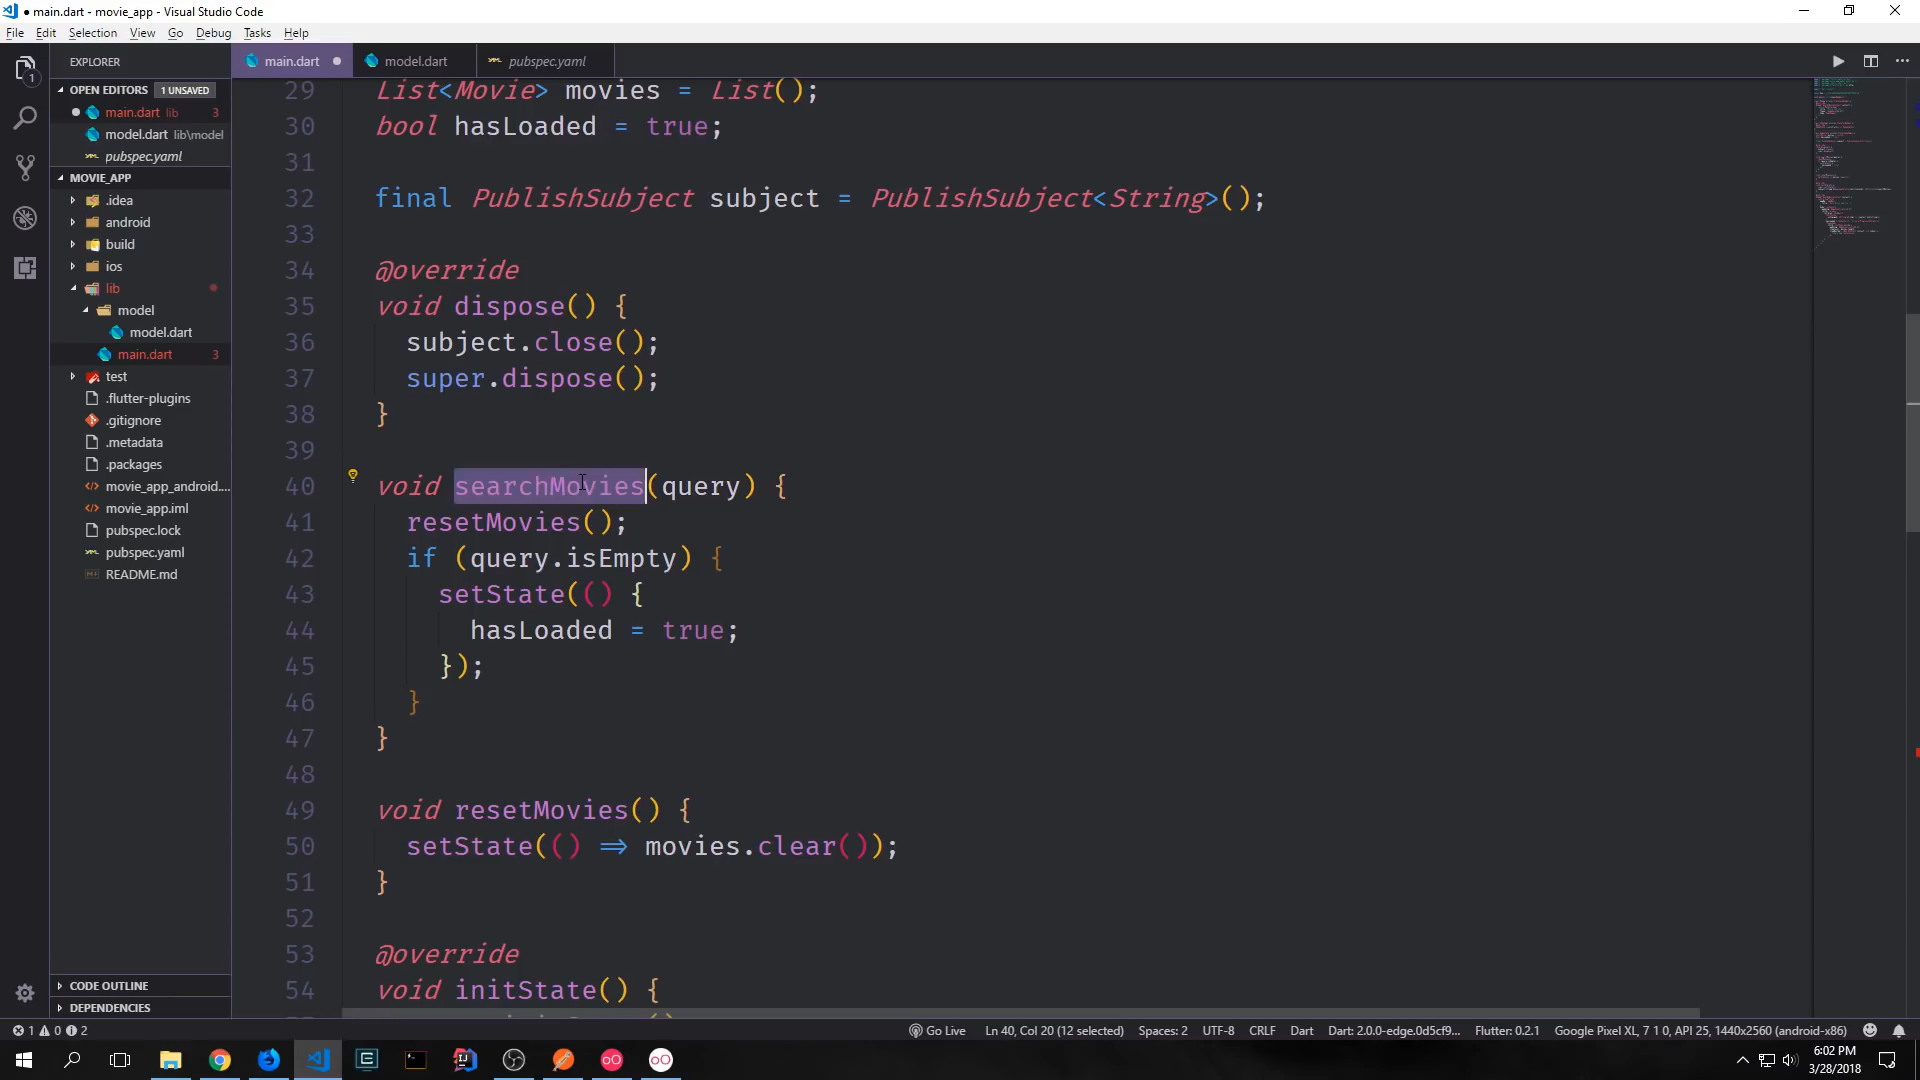 ● main.dart - movie_app - Visual Studio Code
File Edit Selection View Go Debug Tasks Help
EXPLORER
main.dart ●
model.dart
pubspec.yaml
1
OPEN EDITORS 1 UNSAVED
main.dart lib 3
model.dart lib\model
pubspec.yaml
MOVIE_APP
.idea
android
build
ios
lib
model
model.dart
main.dart 3
test
.flutter-plugins
.gitignore
.metadata
.packages
movie_app_android....
movie_app.iml
pubspec.lock
pubspec.yaml
README.md
CODE OUTLINE
DEPENDENCIES
29 List<Movie> movies = List();
30 bool hasLoaded = true;
31
32 final PublishSubject subject = PublishSubject<String>();
33
34 @override
35 void dispose() {
36 subject.close();
37 super.dispose();
38 }
39
40 void searchMovies(query) {
41 resetMovies();
42 if (query.isEmpty) {
43 setState(() {
44 hasLoaded = true;
45 });
46 }
47 }
48
49 void resetMovies() {
50 setState(() => movies.clear());
51 }
52
53 @override
54 void initState() {
1 0 2
Go Live Ln 40, Col 20 (12 selected) Spaces: 2 UTF-8 CRLF Dart Dart: 2.0.0-edge.0d5cf9... Flutter: 0.2.1 Google Pixel XL, 7 1 0, API 25, 1440x2560 (android-x86)
6:02 PM
3/28/2018